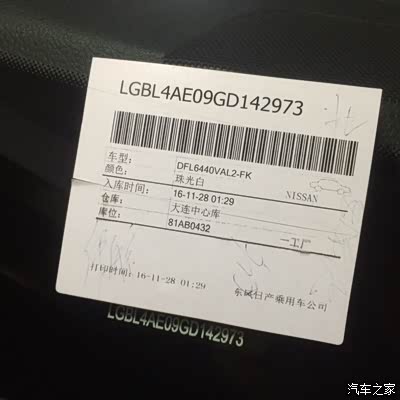 LGBL4AE09GD142973
车型: DFL6440VAL2-FK
颜色: 珠光白
入库时间: 16-11-28 01:29 NISSAN
仓库: 大连中心库
库位: 81AB0432 一工厂
打印时间: 16-11-28 01:29 东风日产乘用车公司
LGBL4AE09GD142973
汽车之家